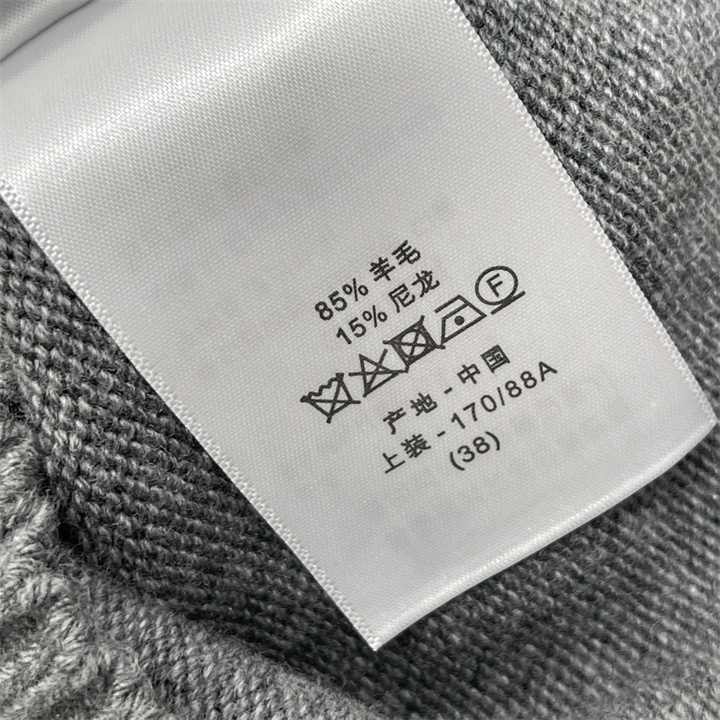 85% 羊毛
15% 尼龙
F
产地 - 中国
上装 - 170/88A
(38)